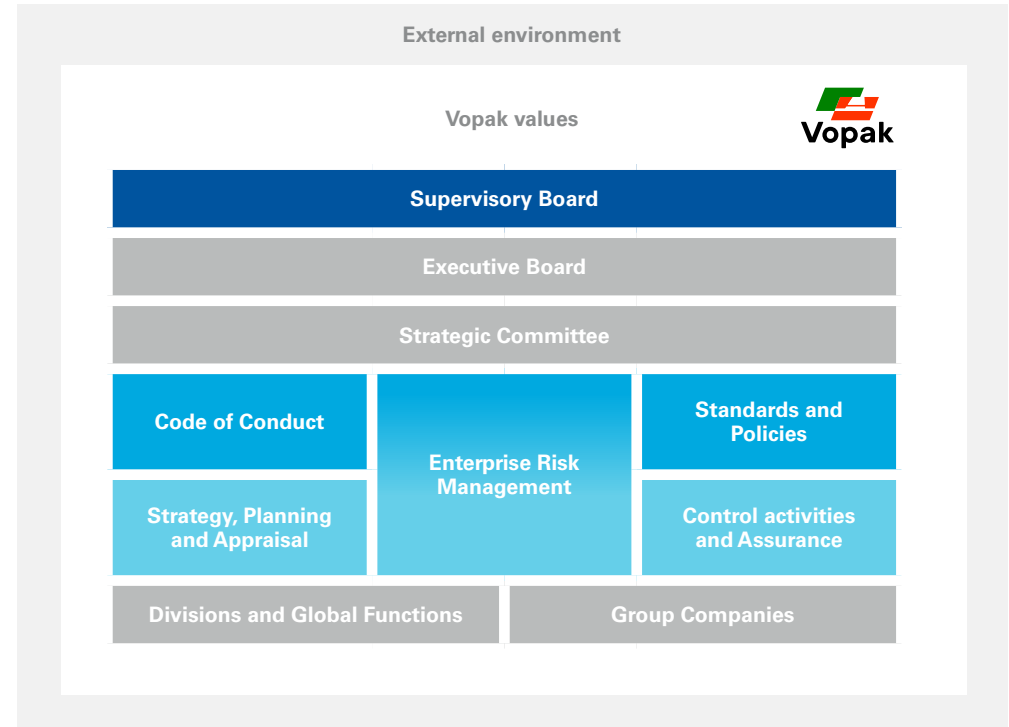 External environment
Vopak values
Vopak
Supervisory Board
Executive Board
Strategic Committee
Code of Conduct
Enterprise Risk
Management
Standards and
Policies
Strategy, Planning
and Appraisal
Control activities
and Assurance
Divisions and Global Functions
Group Companies